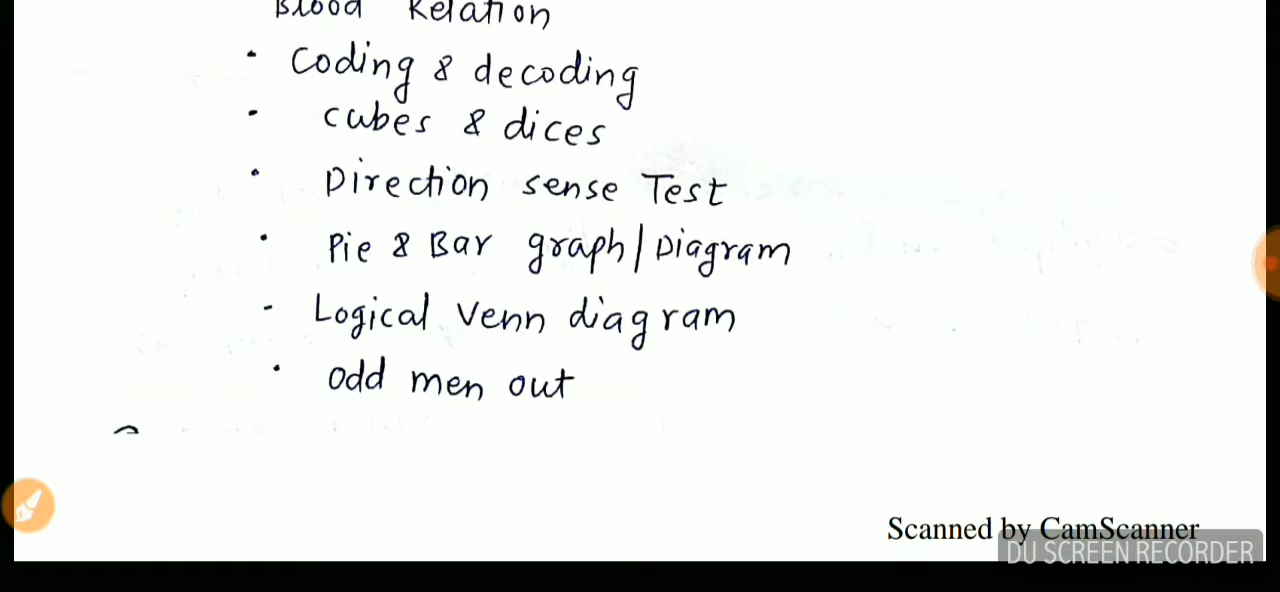 Blood Relation
• Coding & decoding
• cubes & dices
• Direction sense Test
• Pie & Bar graph/Diagram
- Logical Venn diagram
• odd men out
Scanned by CamScanner
DU SCREEN RECORDER